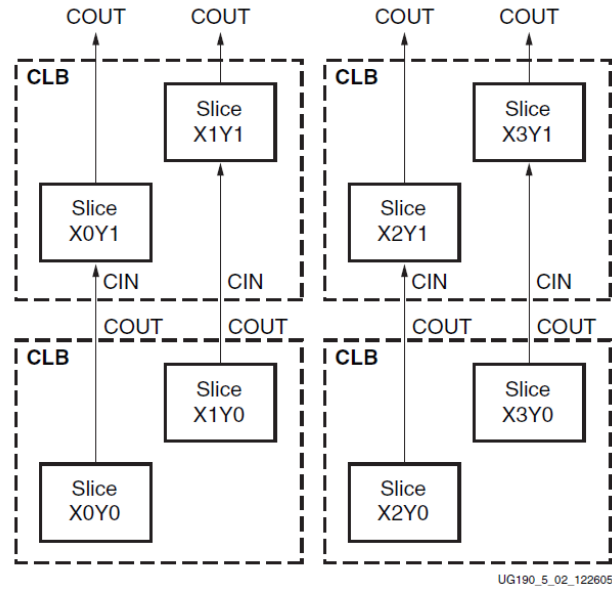 COUT COUT COUT COUT
CLB CLB
Slice
X1Y1
Slice
X3Y1
Slice
X0Y1
Slice
X2Y1
CIN CIN CIN CIN
COUT COUT COUT COUT
CLB CLB
Slice
X1Y0
Slice
X3Y0
Slice
X0Y0
Slice
X2Y0
UG190_5_02_122605